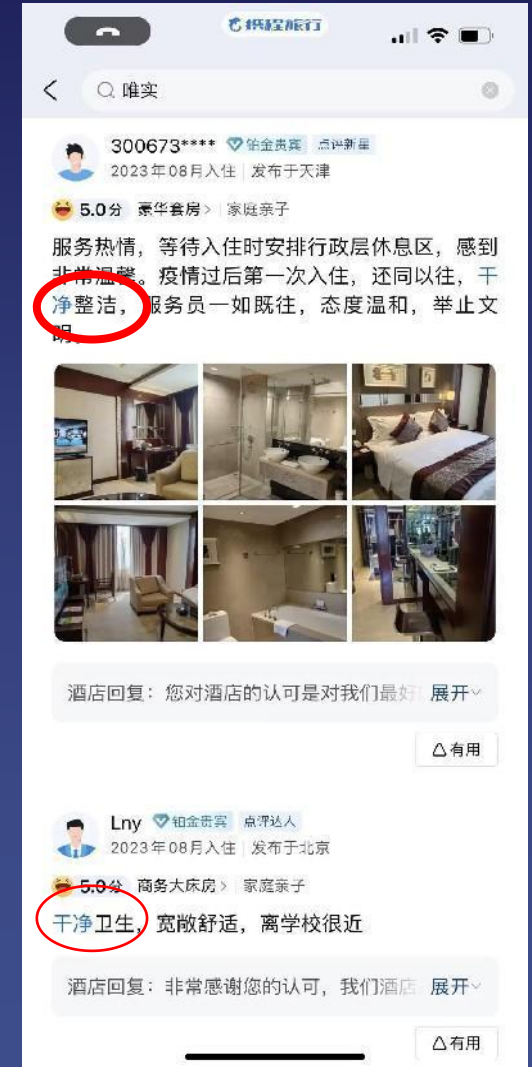 携程旅行
唯实
300673**** 铂金贵宾 点评新星
2023年08月入住 发布于天津
5.0分 豪华套房> 家庭亲子
服务热情，等待入住时安排行政层休息区，感到
非常温馨。疫情过后第一次入住，还同以往，干
净整洁，服务员一如既往，态度温和，举止文
明
酒店回复：您对酒店的认可是对我们最好 展开
有用
Lny 铂金贵宾 点评达人
2023年08月入住 发布于北京
5.0分 商务大床房> 家庭亲子
干净卫生，宽敞舒适，离学校很近
酒店回复：非常感谢您的认可，我们酒店 展开
有用